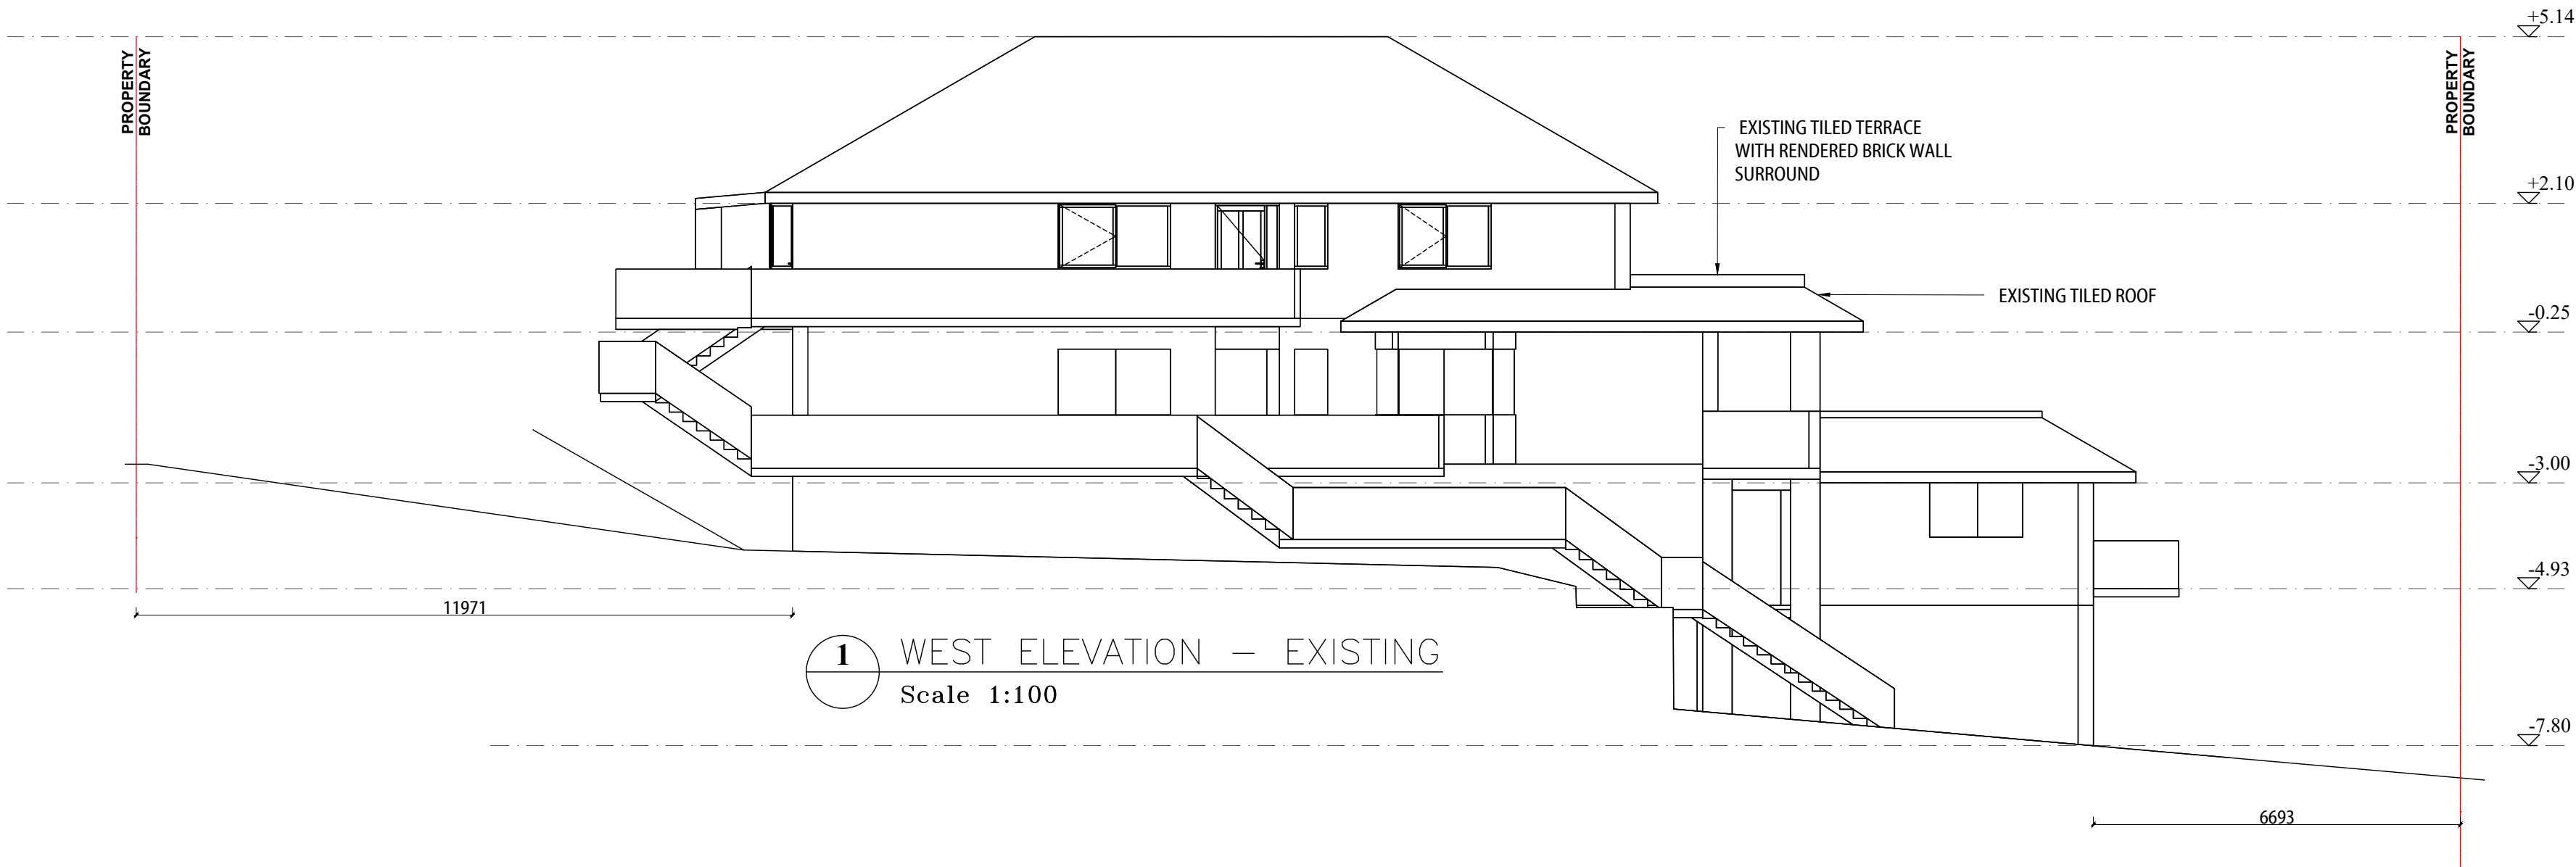 +5.14
PROPERTY
BOUNDARY
PROPERTY
BOUNDARY
EXISTING TILED TERRACE
WITH RENDERED BRICK WALL
SURROUND
+2.10
EXISTING TILED ROOF
-0.25
-3.00
-4.93
11971
1
WEST ELEVATION - EXISTING
Scale 1:100
-7.80
6693